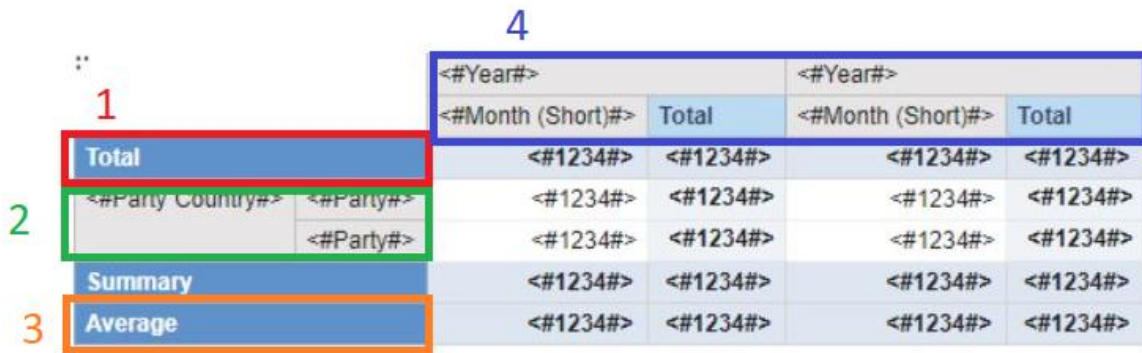 4
<#Year#> <#Year#>
1
<#Month (Short)#> Total <#Month (Short)#> Total
Total <#1234#> <#1234#> <#1234#> <#1234#>
2
<#Party Country#> <#Party#> <#1234#> <#1234#> <#1234#> <#1234#>
<#Party#> <#1234#> <#1234#> <#1234#> <#1234#>
Summary <#1234#> <#1234#> <#1234#> <#1234#>
3 Average <#1234#> <#1234#> <#1234#> <#1234#>